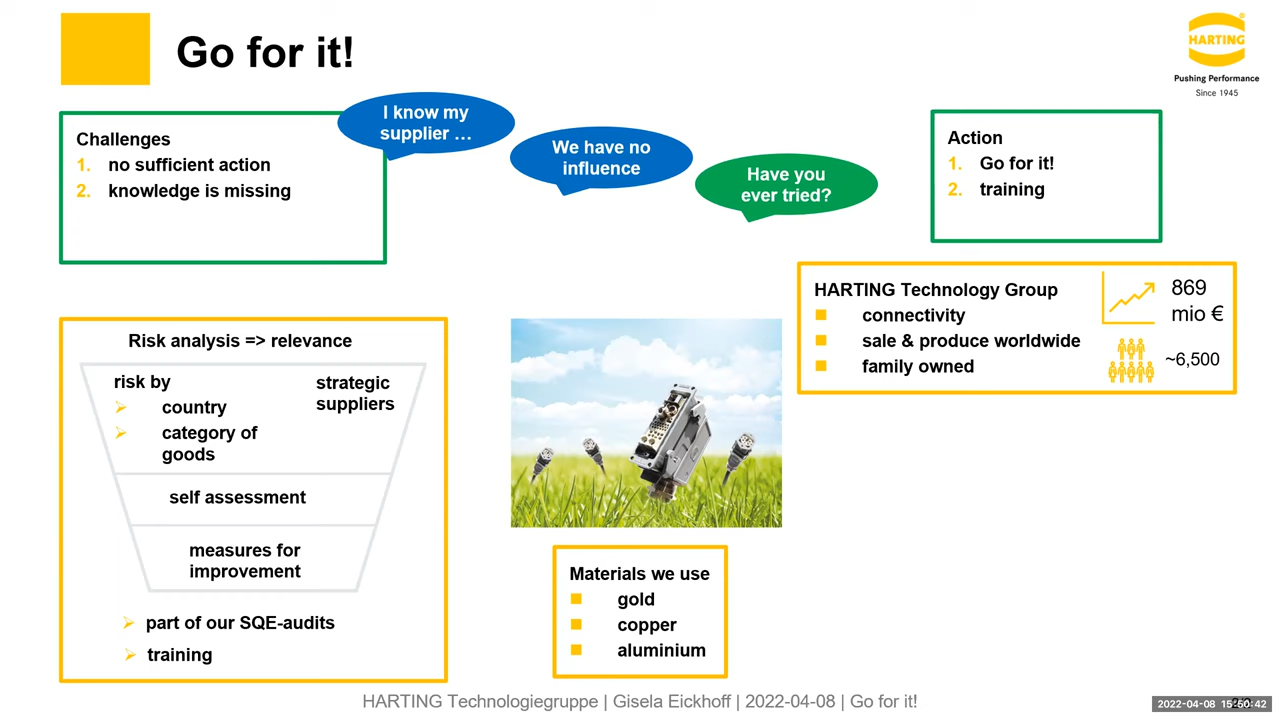 Go for it!
HARTING
Pushing Performance
Since 1945
Challenges
1. no sufficient action
2. knowledge is missing
I know my
supplier …
We have no
influence
Have you
ever tried?
Action
1. Go for it!
2. training
HARTING Technology Group
connectivity
sale & produce worldwide
family owned
869
mio €
~6,500
Risk analysis => relevance
risk by
country
category of
goods
strategic
suppliers
self assessment
measures for
improvement
part of our SQE-audits
training
Materials we use
gold
copper
aluminium
HARTING Technologiegruppe | Gisela Eickhoff | 2022-04-08 | Go for it!
2022-04-08 15:50:42